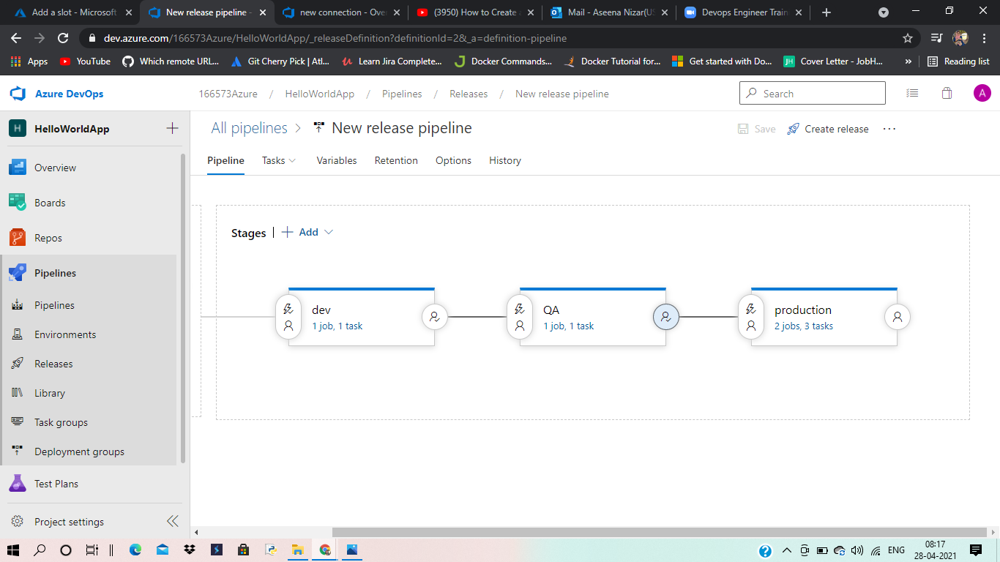 Add a slot - Microsoft
New release pipeline -
new connection - Ove
(3950) How to Create
Mail - Aseena Nizar(U
Devops Engineer Train
dev.azure.com/166573Azure/HelloWorldApp/_releaseDefinition?definitionId=2&_a=definition-pipeline
Apps
YouTube
Which remote URL...
Git Cherry Pick | Atl...
Learn Jira Complete...
Docker Commands...
Docker Tutorial for...
Get started with Do...
JH
Cover Letter - JobH...
»
Reading list
Azure DevOps
166573Azure / HelloWorldApp / Pipelines / Releases / New release pipeline
Search
A
H
HelloWorldApp
All pipelines > New release pipeline
Save
Create release
...
Pipeline
Tasks
Variables
Retention
Options
History
Overview
Boards
Repos
Pipelines
Pipelines
Environments
Releases
Library
Task groups
Deployment groups
Test Plans
Project settings
Stages | + Add
dev
1 job, 1 task
QA
1 job, 1 task
production
2 jobs, 3 tasks
ENG
08:17
28-04-2021